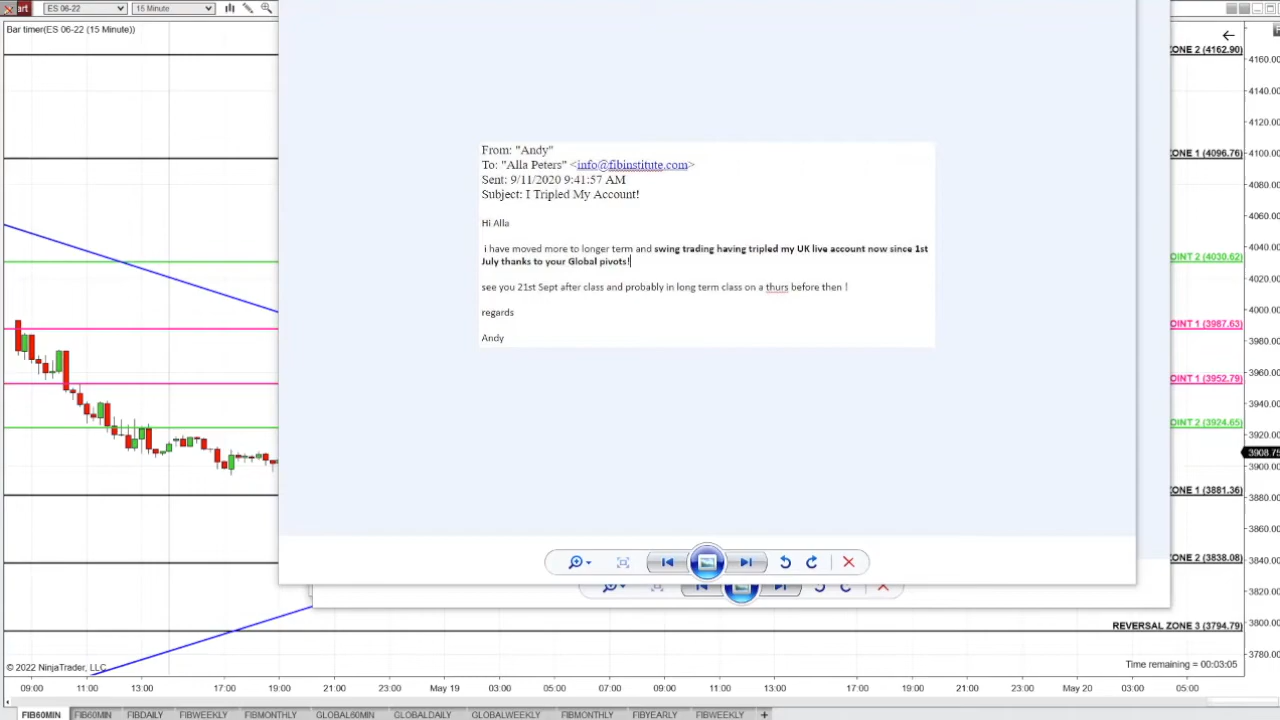 art ES 06-22 15 Minute
Bar timer(ES 06-22 (15 Minute))
From: "Andy"
To: "Alla Peters" <info@fibinstitute.com>
Sent: 9/11/2020 9:41:57 AM
Subject: I Tripled My Account!
Hi Alla
i have moved more to longer term and swing trading having tripled my UK live account now since 1st
July thanks to your Global pivots!
see you 21st Sept after class and probably in long term class on a thurs before then !
regards
Andy
ZONE 2 (4162.90)
4160.00
4140.00
4120.00
4100.00
ZONE 1 (4096.76)
4080.00
4060.00
4040.00
OINT 2 (4030.62)
4020.00
4000.00
OINT 1 (3987.63)
3980.00
3960.00
OINT 1 (3952.79)
3940.00
OINT 2 (3924.65)
3920.00
3908.75
3900.00
ZONE 1 (3881.36)
3880.00
3860.00
ZONE 2 (3838.08)
3840.00
3820.00
REVERSAL ZONE 3 (3794.79)
3800.00
3780.00
Time remaining = 00:03:05
© 2022 NinjaTrader, LLC
09:00 11:00 13:00 17:00 19:00 21:00 23:00 May 19 03:00 05:00 07:00 09:00 11:00 13:00 17:00 19:00 21:00 23:00 May 20 03:00 05:00
FIB60MIN FIB60MIN FIBDAILY FIBWEEKLY FIBMONTHLY GLOBAL60MIN GLOBALDAILY GLOBALWEEKLY FIBMONTHLY FIBYEARLY FIBWEEKLY +